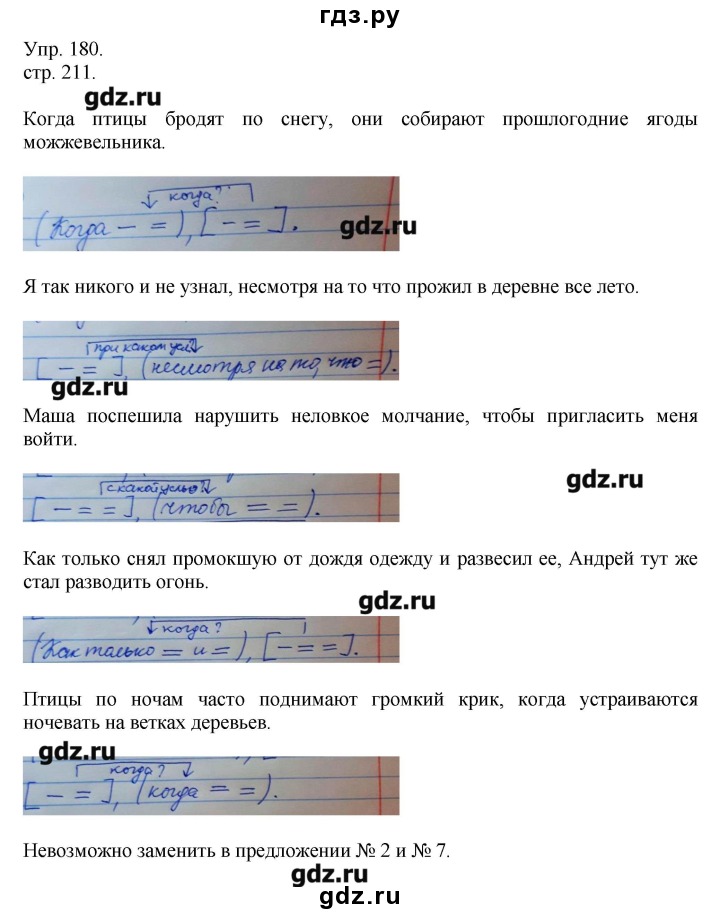 гдз.ру
Упр. 180.
стр. 211.
gdz.ru
Когда птицы бродят по снегу, они собирают прошлогодние ягоды
можжевельника.
когда?
(Когда – =), [ – = ].
gdz.ru
Я так никого и не узнал, несмотря на то что прожил в деревне все лето.
при каком усл?
[ – = ], (несмотря на то, что =).
gdz.ru
Маша поспешила нарушить неловкое молчание, чтобы пригласить меня
войти.
gdz.ru
с какой целью?
[ – = = ], (чтобы = =).
Как только снял промокшую от дождя одежду и развесил ее, Андрей тут же
стал разводить огонь.
gdz.ru
когда?
(Как только = и =), [ – = = ].
Птицы по ночам часто поднимают громкий крик, когда устраиваются
ночевать на ветках деревьев.
gdz.ru
когда?
[ – = ], (когда = =).
Невозможно заменить в предложении № 2 и № 7.
gdz.ru
gdz.ru